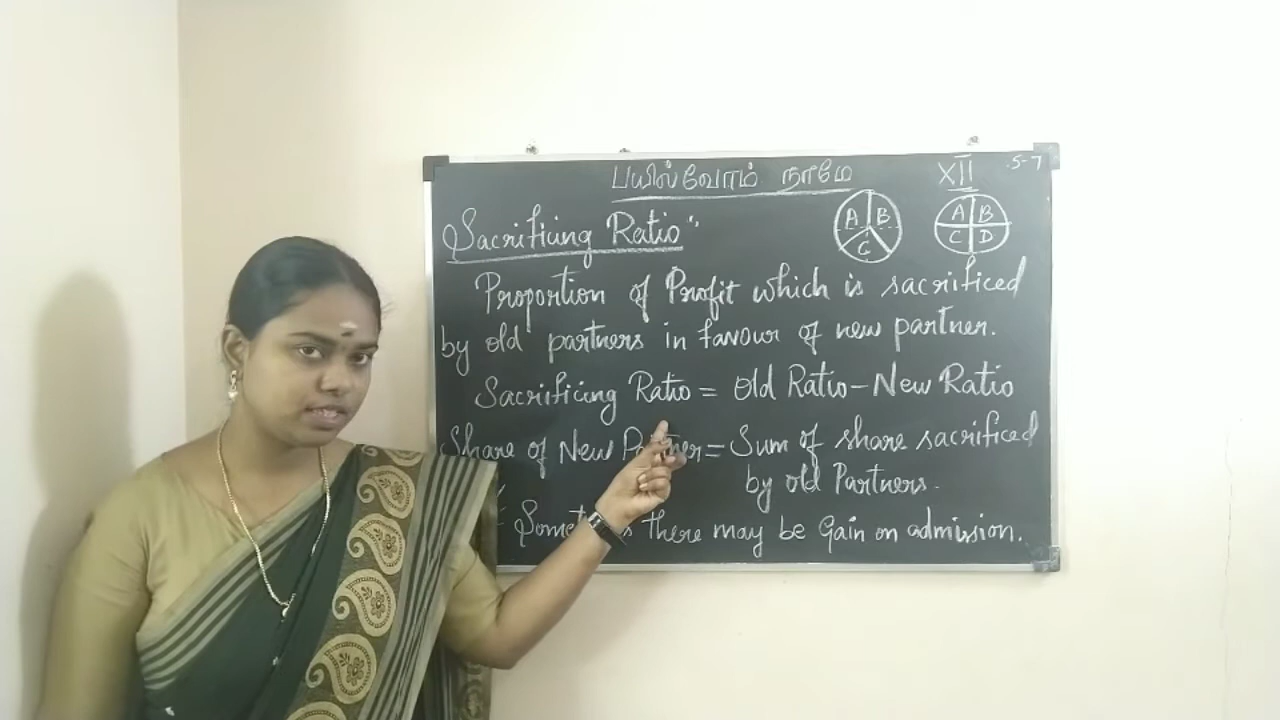 பயில்வோம் நாமே
XII
5-7
Sacrificing Ratio"
A B
C
A B
C D
Proportion of Profit which is sacrificed
by old partners in favour of new partner.
Sacrificing Ratio = Old Ratio - New Ratio
Share of New Partner = Sum of share sacrificed
by old Partners.
there may be Gain on admission.